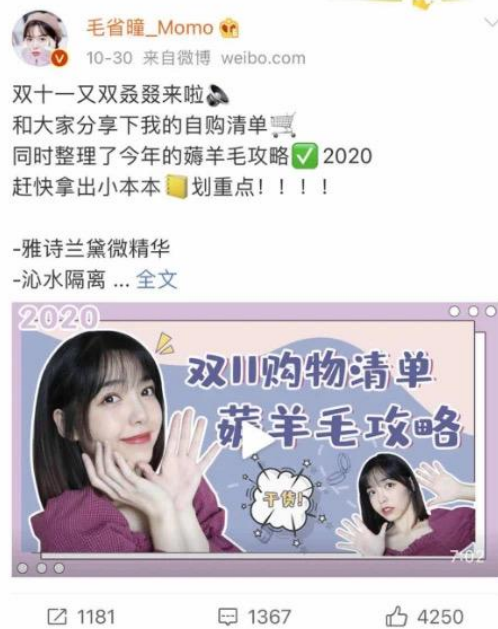 毛省曈_Momo
10-30 来自微博 weibo.com
双十一又双叒叕来啦
和大家分享下我的自购清单
同时整理了今年的薅羊毛攻略✅2020
赶快拿出小本本📒划重点！！！！
-雅诗兰黛微精华
-沁水隔离 ... 全文
2020
双11购物清单
薅羊毛攻略
干货!
7:02
1181
1367
4250